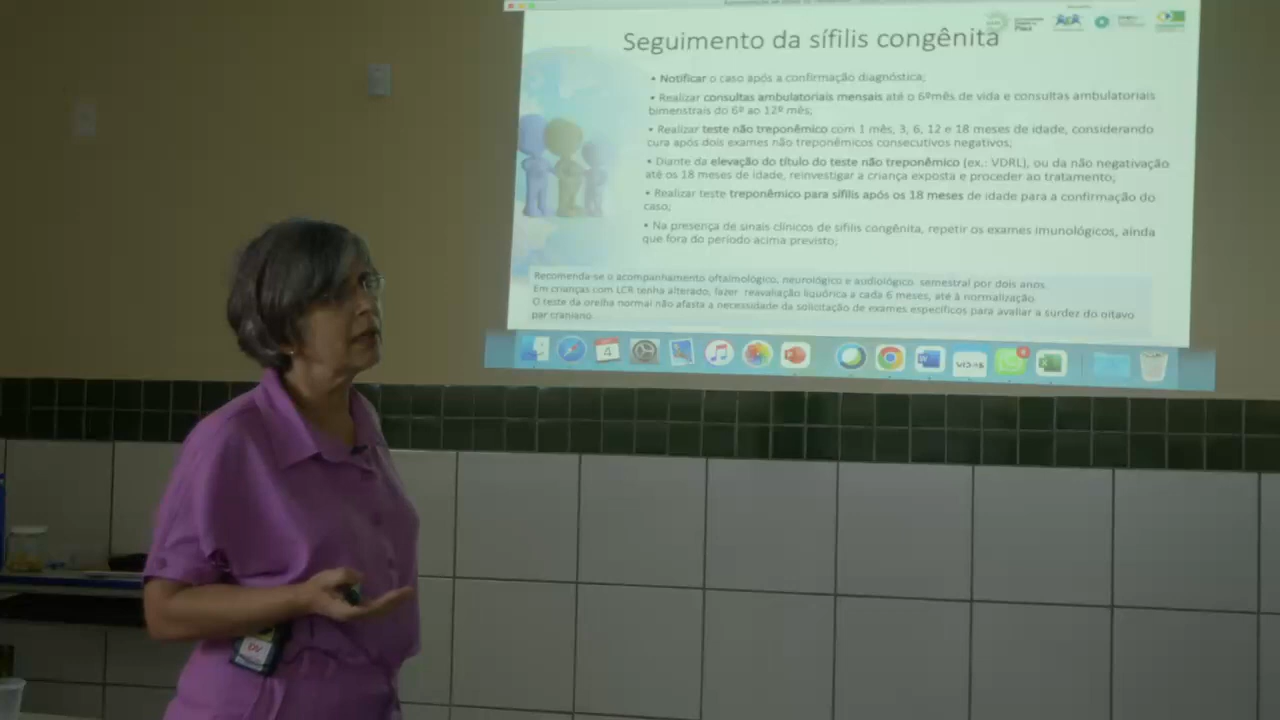 Seguimento da sífilis congênita
• Notificar o caso após a confirmação diagnóstica;
• Realizar consultas ambulatoriais mensais até o 6ºmês de vida e consultas ambulatoriais
bimenstrais do 6º ao 12º mês;
• Realizar teste não treponêmico com 1 mês, 3, 6, 12 e 18 meses de idade, considerando
cura após dois exames não treponêmicos consecutivos negativos;
• Diante da elevação do título do teste não treponêmico (ex.: VDRL), ou da não negativação
até os 18 meses de idade, reinvestigar a criança exposta e proceder ao tratamento;
• Realizar teste treponêmico para sífilis após os 18 meses de idade para a confirmação do
caso;
• Na presença de sinais clínicos de sífilis congênita, repetir os exames imunológicos, ainda
que fora do período acima previsto;
Recomenda-se o acompanhamento oftalmológico, neurológico e audiológico semestral por dois anos.
Em crianças com LCR tenha alterado, fazer reavaliação liquórica a cada 6 meses, até à normalização.
O teste da orelha normal não afasta a necessidade da solicitação de exames específicos para avaliar a surdez do oitavo
par craniano
4